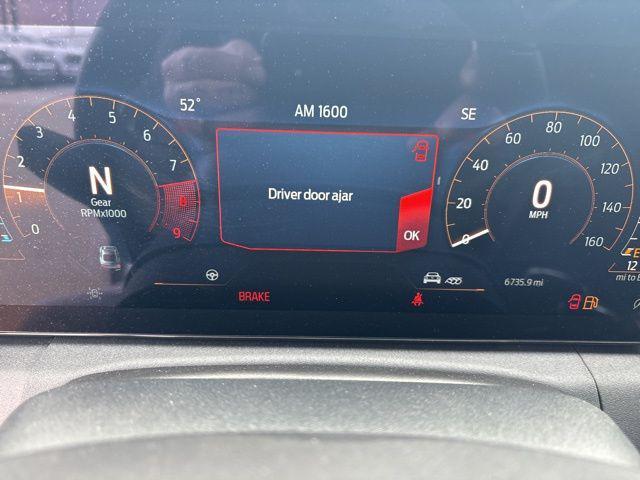 52° AM 1600 SE
0 1 2 3 4 5 6 7 8 9
N
Gear
RPMx1000
Driver door ajar
OK
0 20 40 60 80 100 120 140 160
0
MPH
E
12
mi to E
BRAKE
6735.9 mi